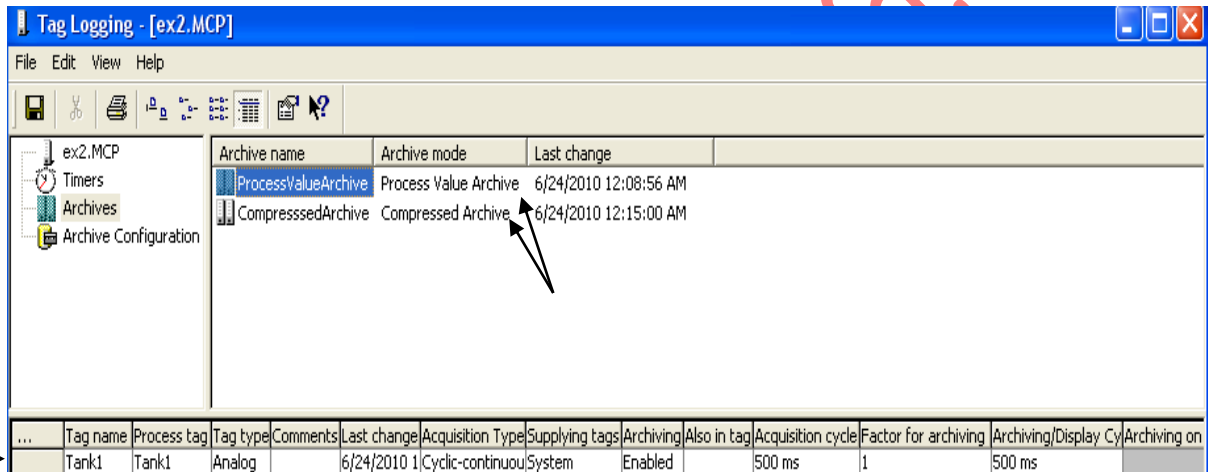 Tag Logging - [ex2.MCP]
File Edit View Help
ex2.MCP
Timers
Archives
Archive Configuration
Archive name Archive mode Last change
ProcessValueArchive Process Value Archive 6/24/2010 12:08:56 AM
CompresssedArchive Compressed Archive 6/24/2010 12:15:00 AM
... Tag name Process tag Tag type Comments Last change Acquisition Type Supplying tags Archiving Also in tag Acquisition cycle Factor for archiving Archiving/Display Cy Archiving on
Tank1 Tank1 Analog 6/24/2010 1 Cyclic-continuou System Enabled 500 ms 1 500 ms